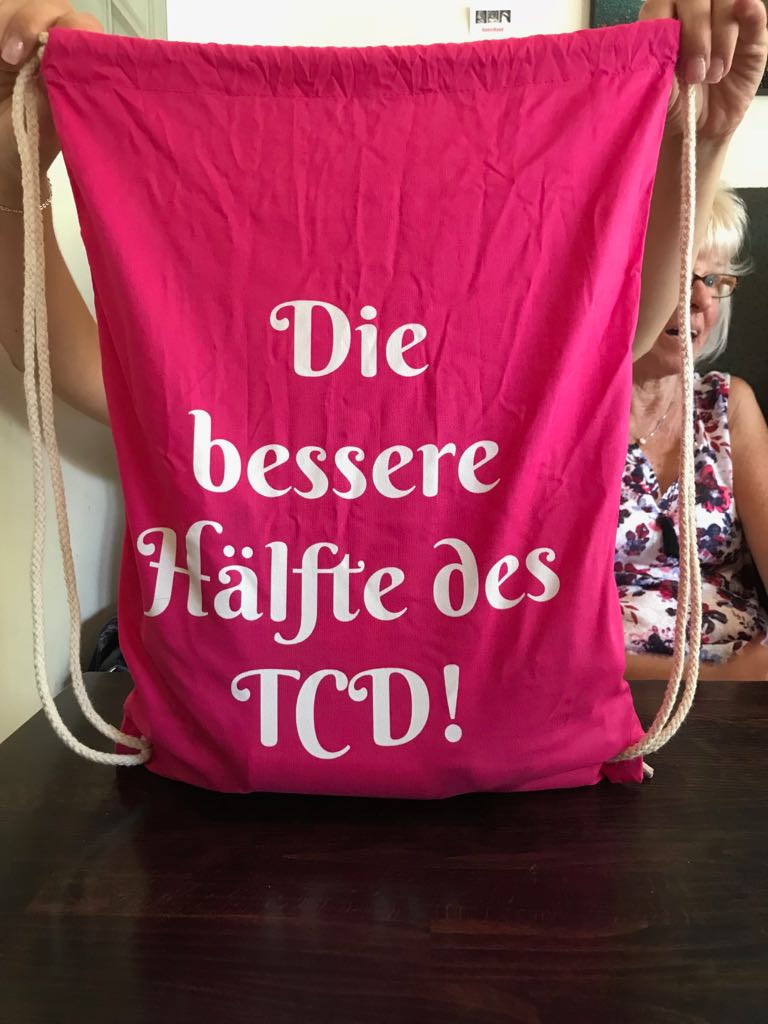 Die
bessere
Hälfte des
TCD!